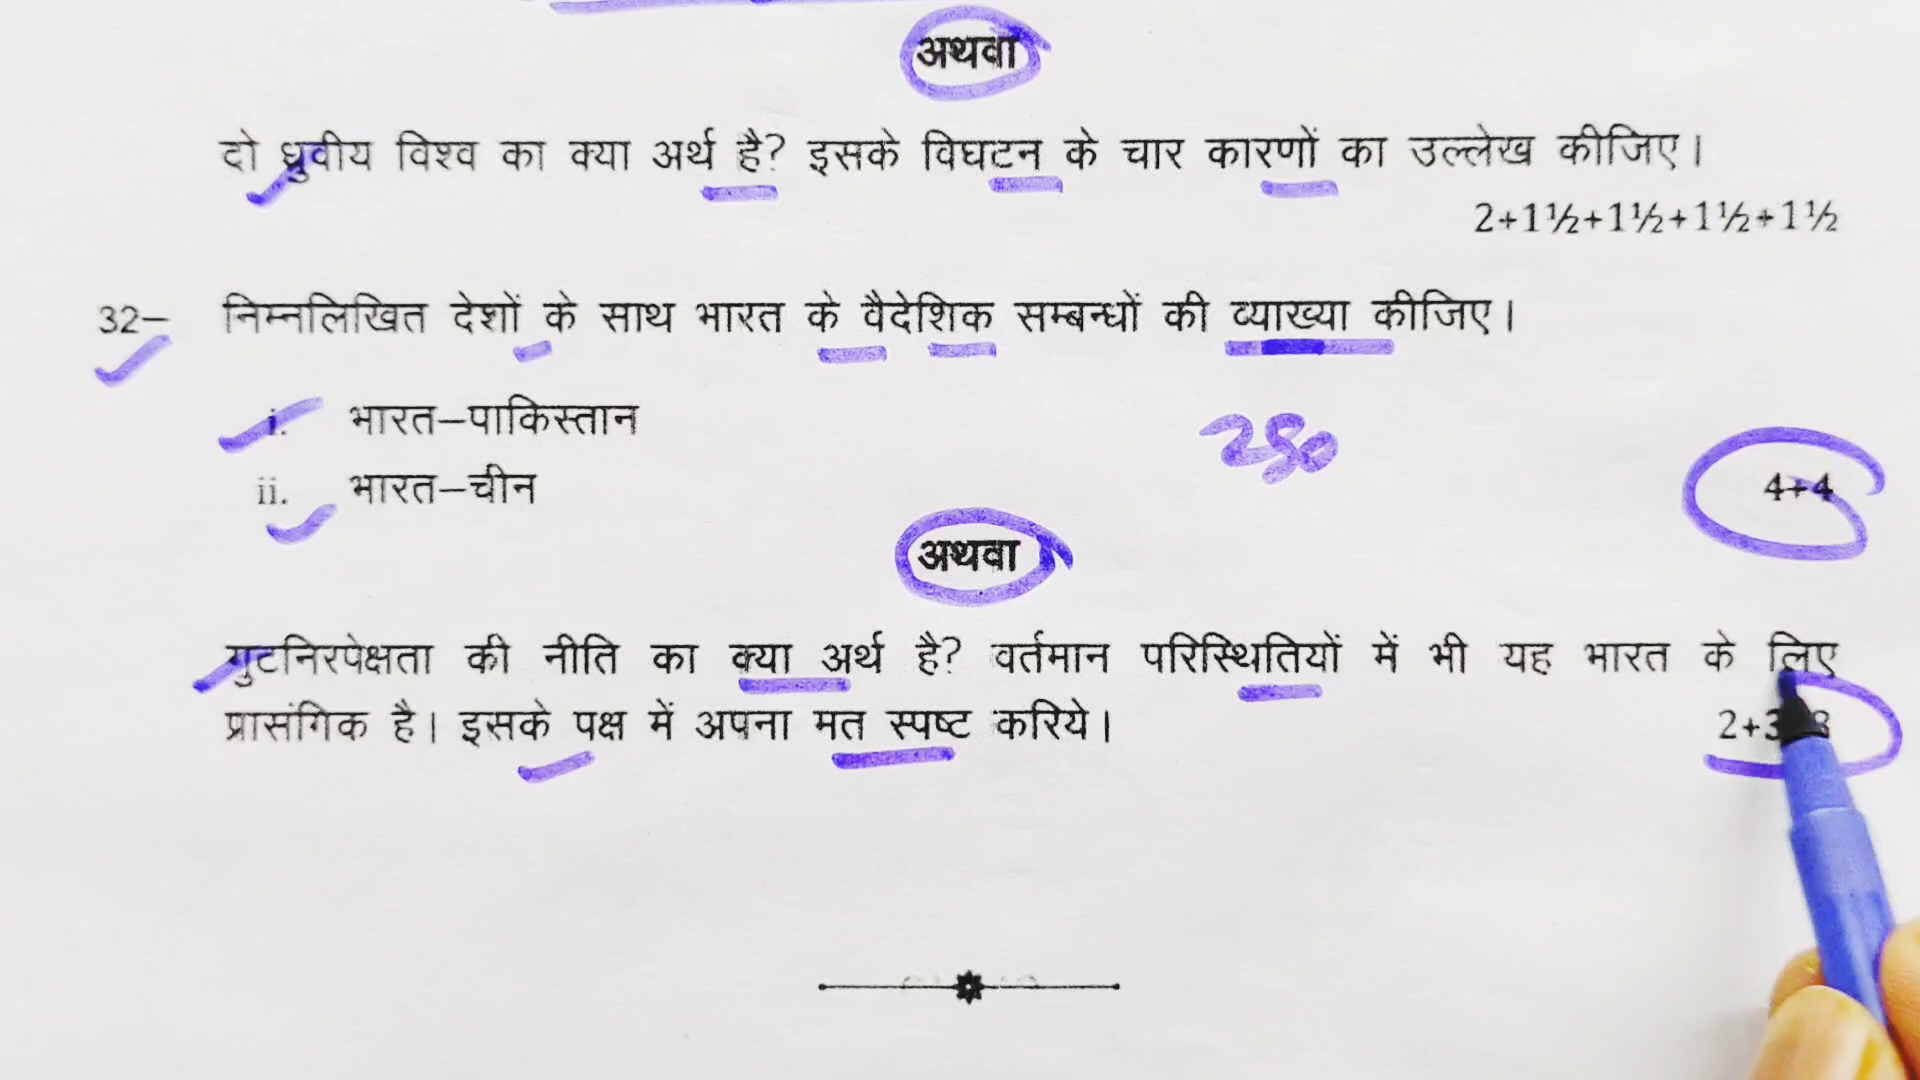 अथवा
दो ध्रुवीय विश्व का क्या अर्थ है? इसके विघटन के चार कारणों का उल्लेख कीजिए।
2+1½+1½+1½+1½
32– निम्नलिखित देशों के साथ भारत के वैदेशिक सम्बन्धों की व्याख्या कीजिए।
i. भारत–पाकिस्तान
250
ii. भारत–चीन 4+4
अथवा
गुटनिरपेक्षता की नीति का क्या अर्थ है? वर्तमान परिस्थितियों में भी यह भारत के लिए
प्रासंगिक है। इसके पक्ष में अपना मत स्पष्ट करिये।